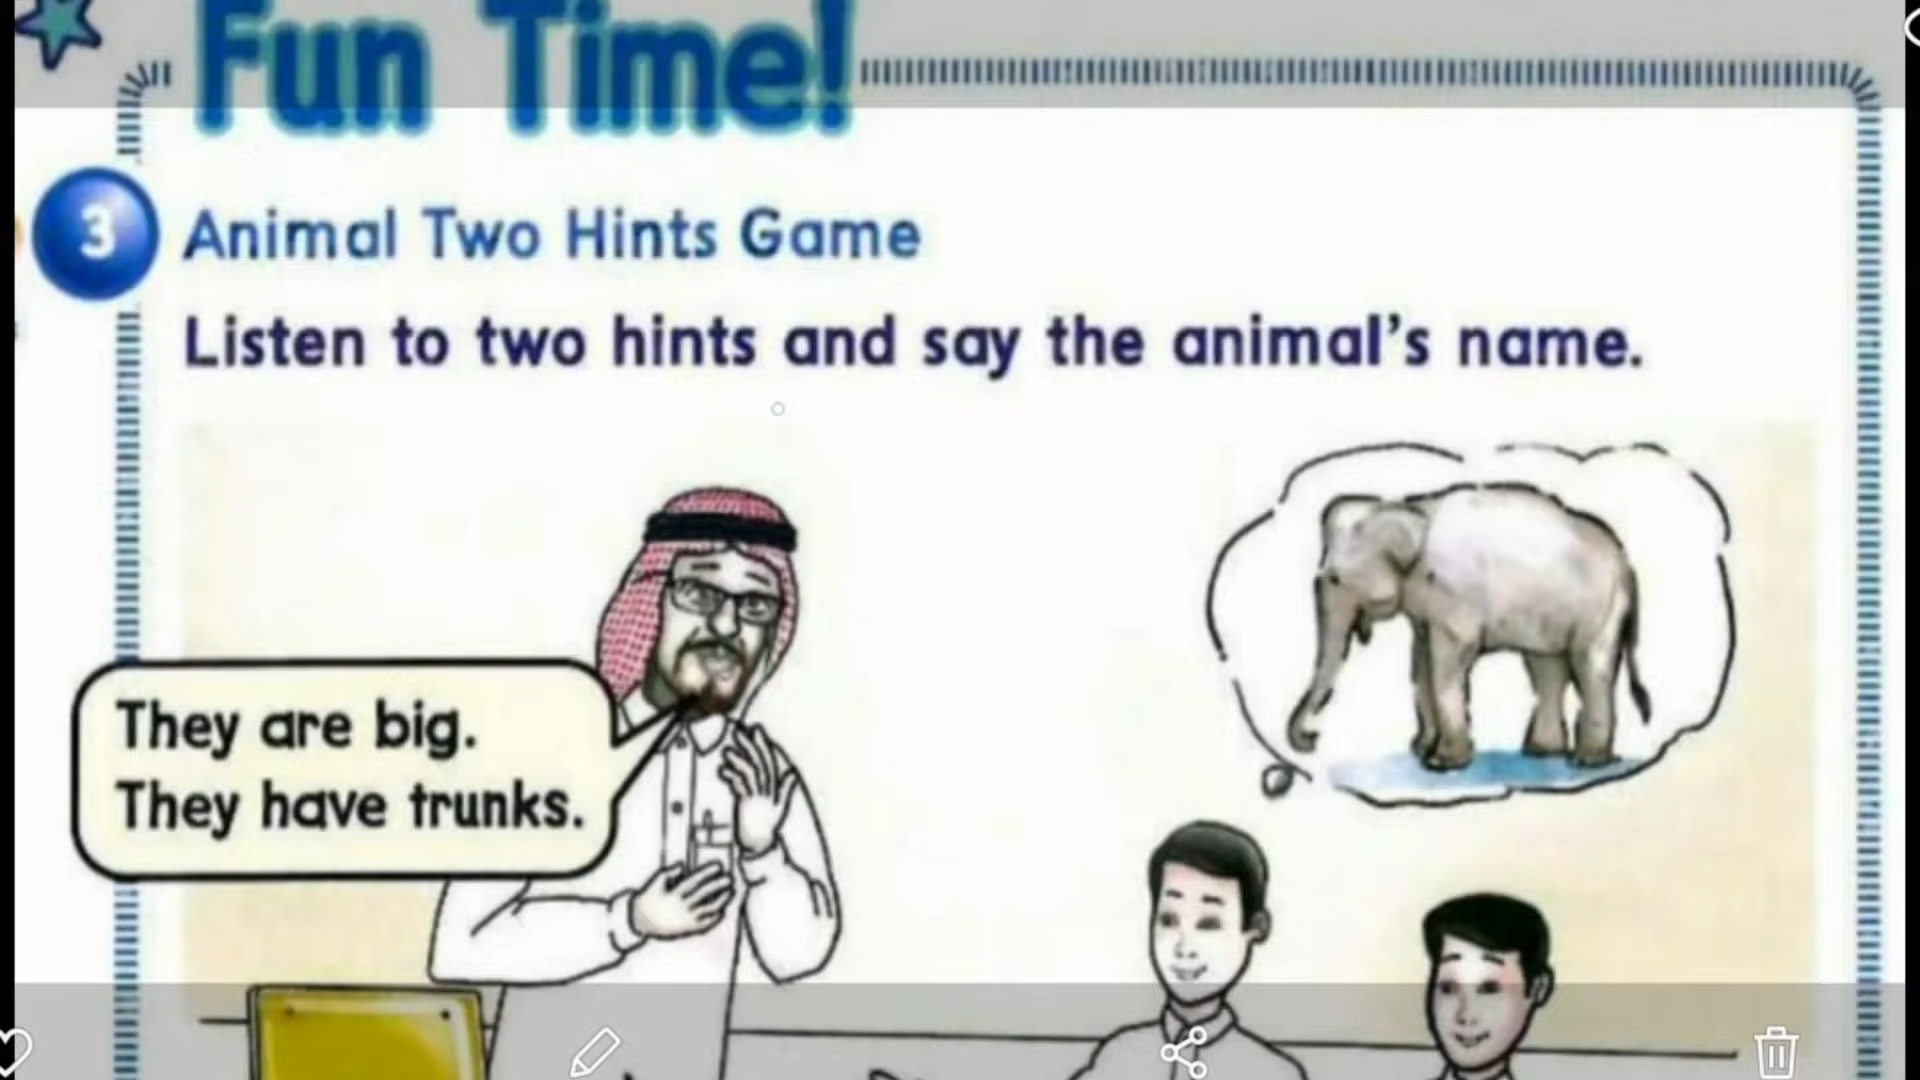 Fun Time!
3
Animal Two Hints Game
Listen to two hints and say the animal's name.
They are big.
They have trunks.